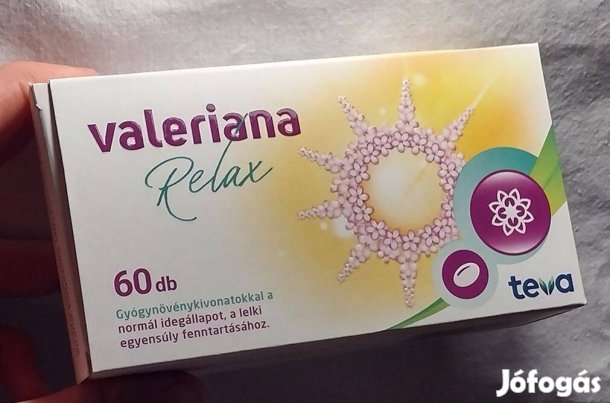 valeriana
Relax
60 db
Gyógynövénykivonatokkal a
normál idegállapot, a lelki
egyensúly fenntartásához.
teva
Jófogás